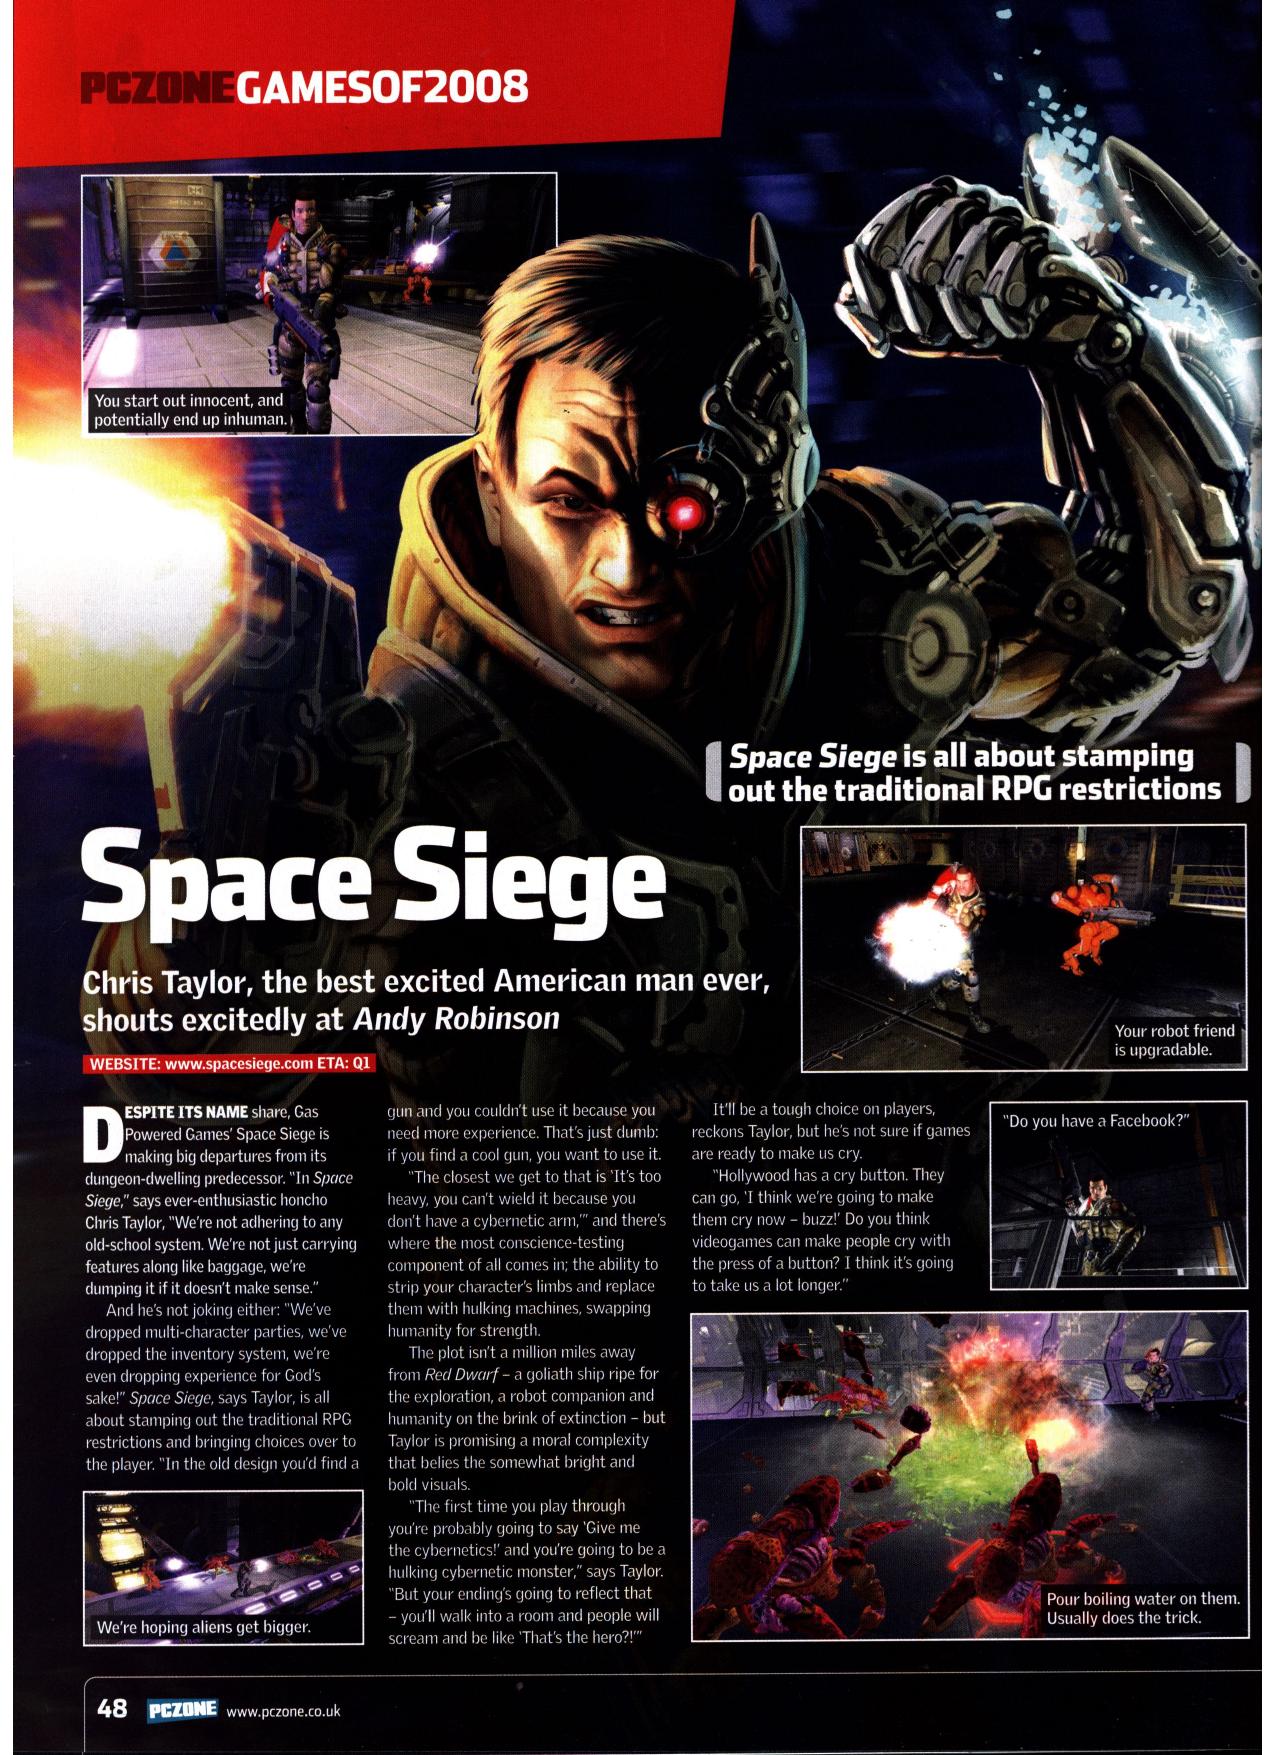 PCZONEGAMESOF2008
You start out innocent, and
potentially end up inhuman.
Space Siege is all about stamping
out the traditional RPG restrictions
Space Siege
Chris Taylor, the best excited American man ever,
shouts excitedly at Andy Robinson
WEBSITE: www.spacesiege.com ETA: Q1
Your robot friend
is upgradable.
DESPITE ITS NAME share, Gas
Powered Games' Space Siege is
making big departures from its
dungeon-dwelling predecessor. "In Space
Siege," says ever-enthusiastic honcho
Chris Taylor, "We're not adhering to any
old-school system. We're not just carrying
features along like baggage, we're
dumping it if it doesn't make sense."
And he's not joking either: "We've
dropped multi-character parties, we've
dropped the inventory system, we're
even dropping experience for God's
sake!" Space Siege, says Taylor, is all
about stamping out the traditional RPG
restrictions and bringing choices over to
the player. "In the old design you'd find a
We're hoping aliens get bigger.
gun and you couldn't use it because you
need more experience. That's just dumb:
if you find a cool gun, you want to use it.
"The closest we get to that is 'It's too
heavy, you can't wield it because you
don't have a cybernetic arm,'" and there's
where the most conscience-testing
component of all comes in; the ability to
strip your character's limbs and replace
them with hulking machines, swapping
humanity for strength.
The plot isn't a million miles away
from Red Dwarf – a goliath ship ripe for
the exploration, a robot companion and
humanity on the brink of extinction – but
Taylor is promising a moral complexity
that belies the somewhat bright and
bold visuals.
"The first time you play through
you're probably going to say 'Give me
the cybernetics!' and you're going to be a
hulking cybernetic monster," says Taylor.
"But your ending's going to reflect that
– you'll walk into a room and people will
scream and be like 'That's the hero?!'"
It'll be a tough choice on players,
reckons Taylor, but he's not sure if games
are ready to make us cry.
"Hollywood has a cry button. They
can go, 'I think we're going to make
them cry now – buzz!' Do you think
videogames can make people cry with
the press of a button? I think it's going
to take us a lot longer."
"Do you have a Facebook?"
Pour boiling water on them.
Usually does the trick.
48 PCZONE www.pczone.co.uk